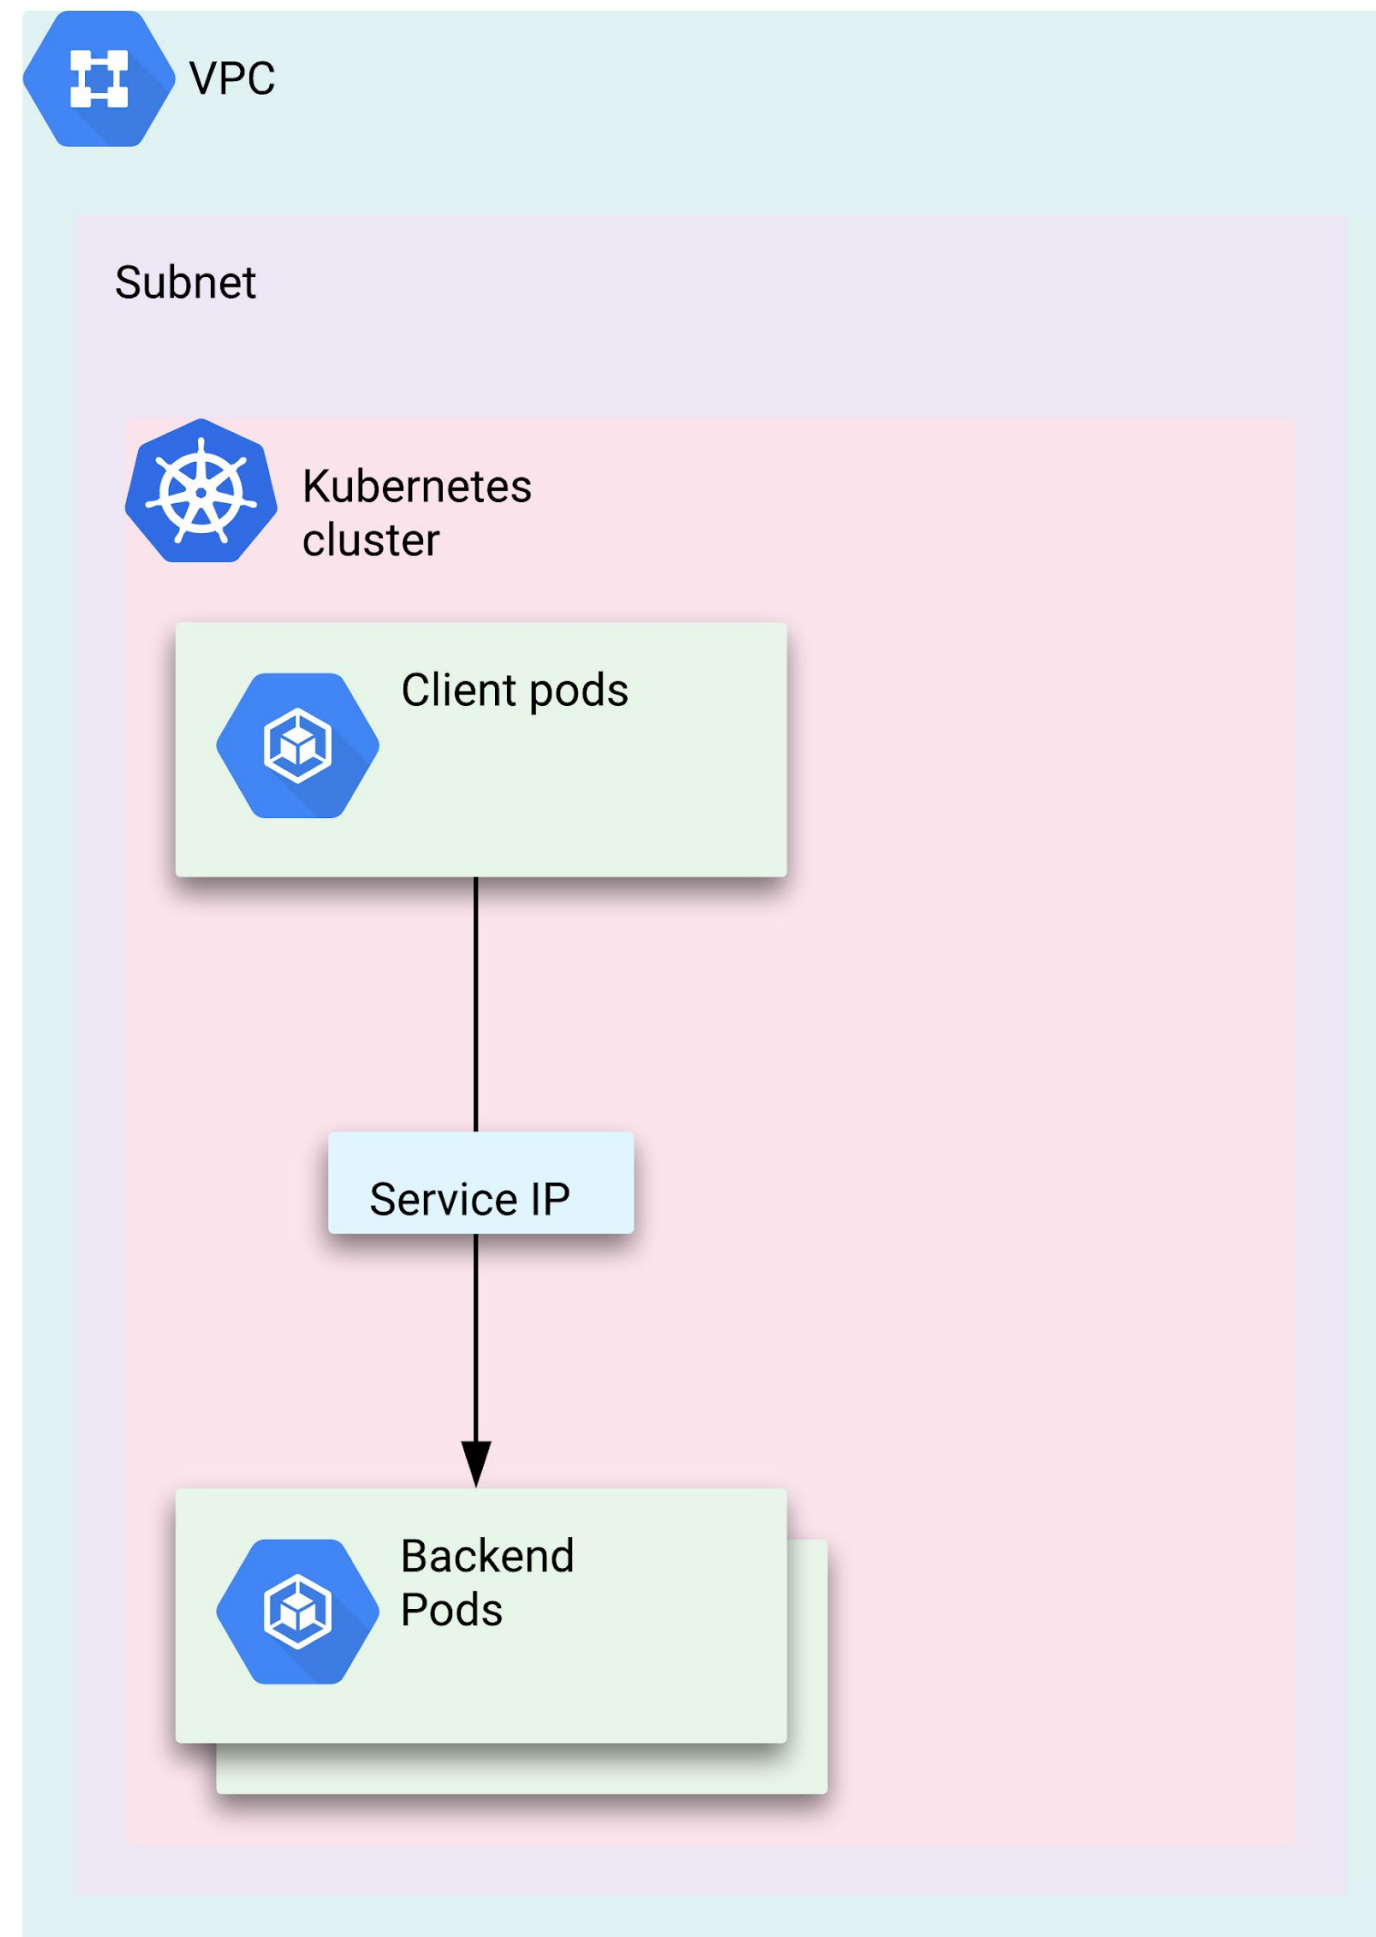 VPC
Subnet
Kubernetes
cluster
Client pods
Service IP
Backend
Pods